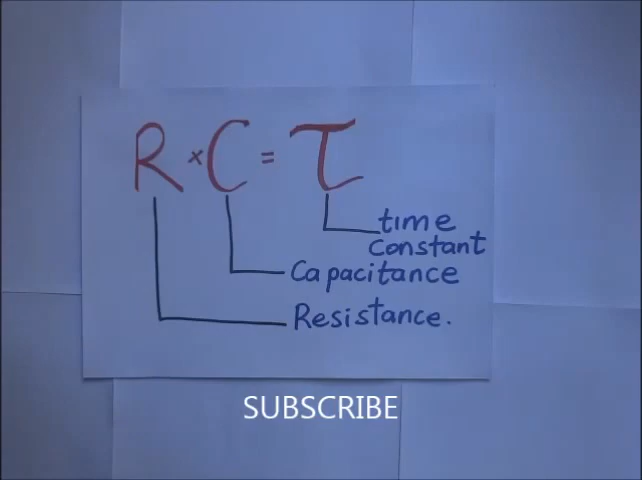 R × C = τ
time
Constant
Capacitance
Resistance.
SUBSCRIBE